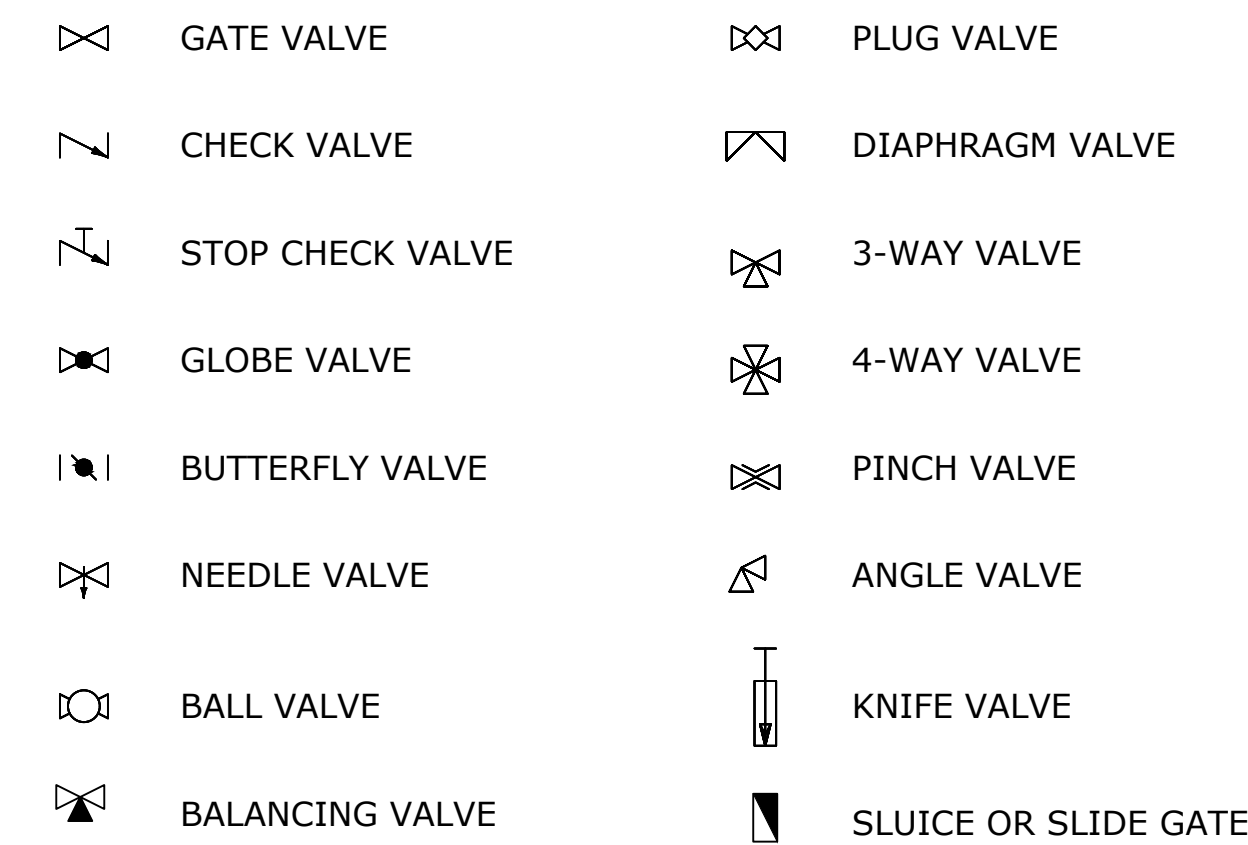 GATE VALVE
CHECK VALVE
STOP CHECK VALVE
GLOBE VALVE
BUTTERFLY VALVE
NEEDLE VALVE
BALL VALVE
BALANCING VALVE
PLUG VALVE
DIAPHRAGM VALVE
3-WAY VALVE
4-WAY VALVE
PINCH VALVE
ANGLE VALVE
KNIFE VALVE
SLUICE OR SLIDE GATE